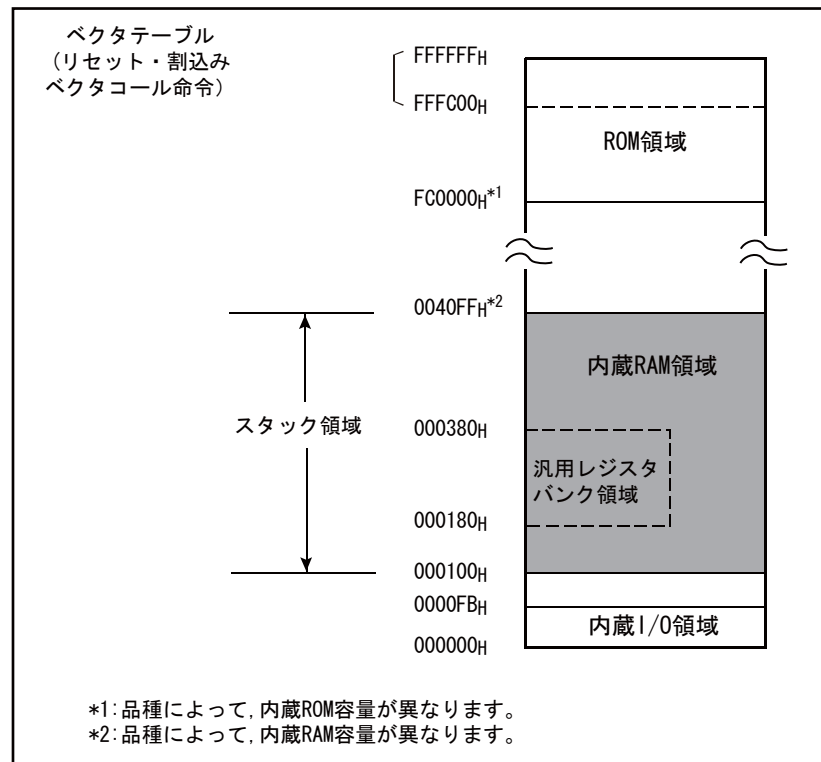 ベクタテーブル
(リセット・割込み
ベクタコール命令)
FFFFFFH
FFFC00H
ROM領域
FC0000H*1
0040FFH*2
内蔵RAM領域
スタック領域
000380H
汎用レジスタ
バンク領域
000180H
000100H
0000FBH
内蔵I/O領域
000000H
*1:品種によって,内蔵ROM容量が異なります。
*2:品種によって,内蔵RAM容量が異なります。